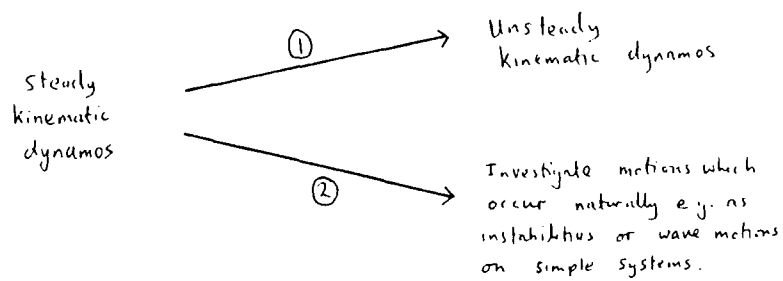 Steady
kinematic
dynamos
①
Unsteady
kinematic dynamos
②
Investigate motions which
occur naturally e.g. as
instabilities or wave motions
on simple systems.